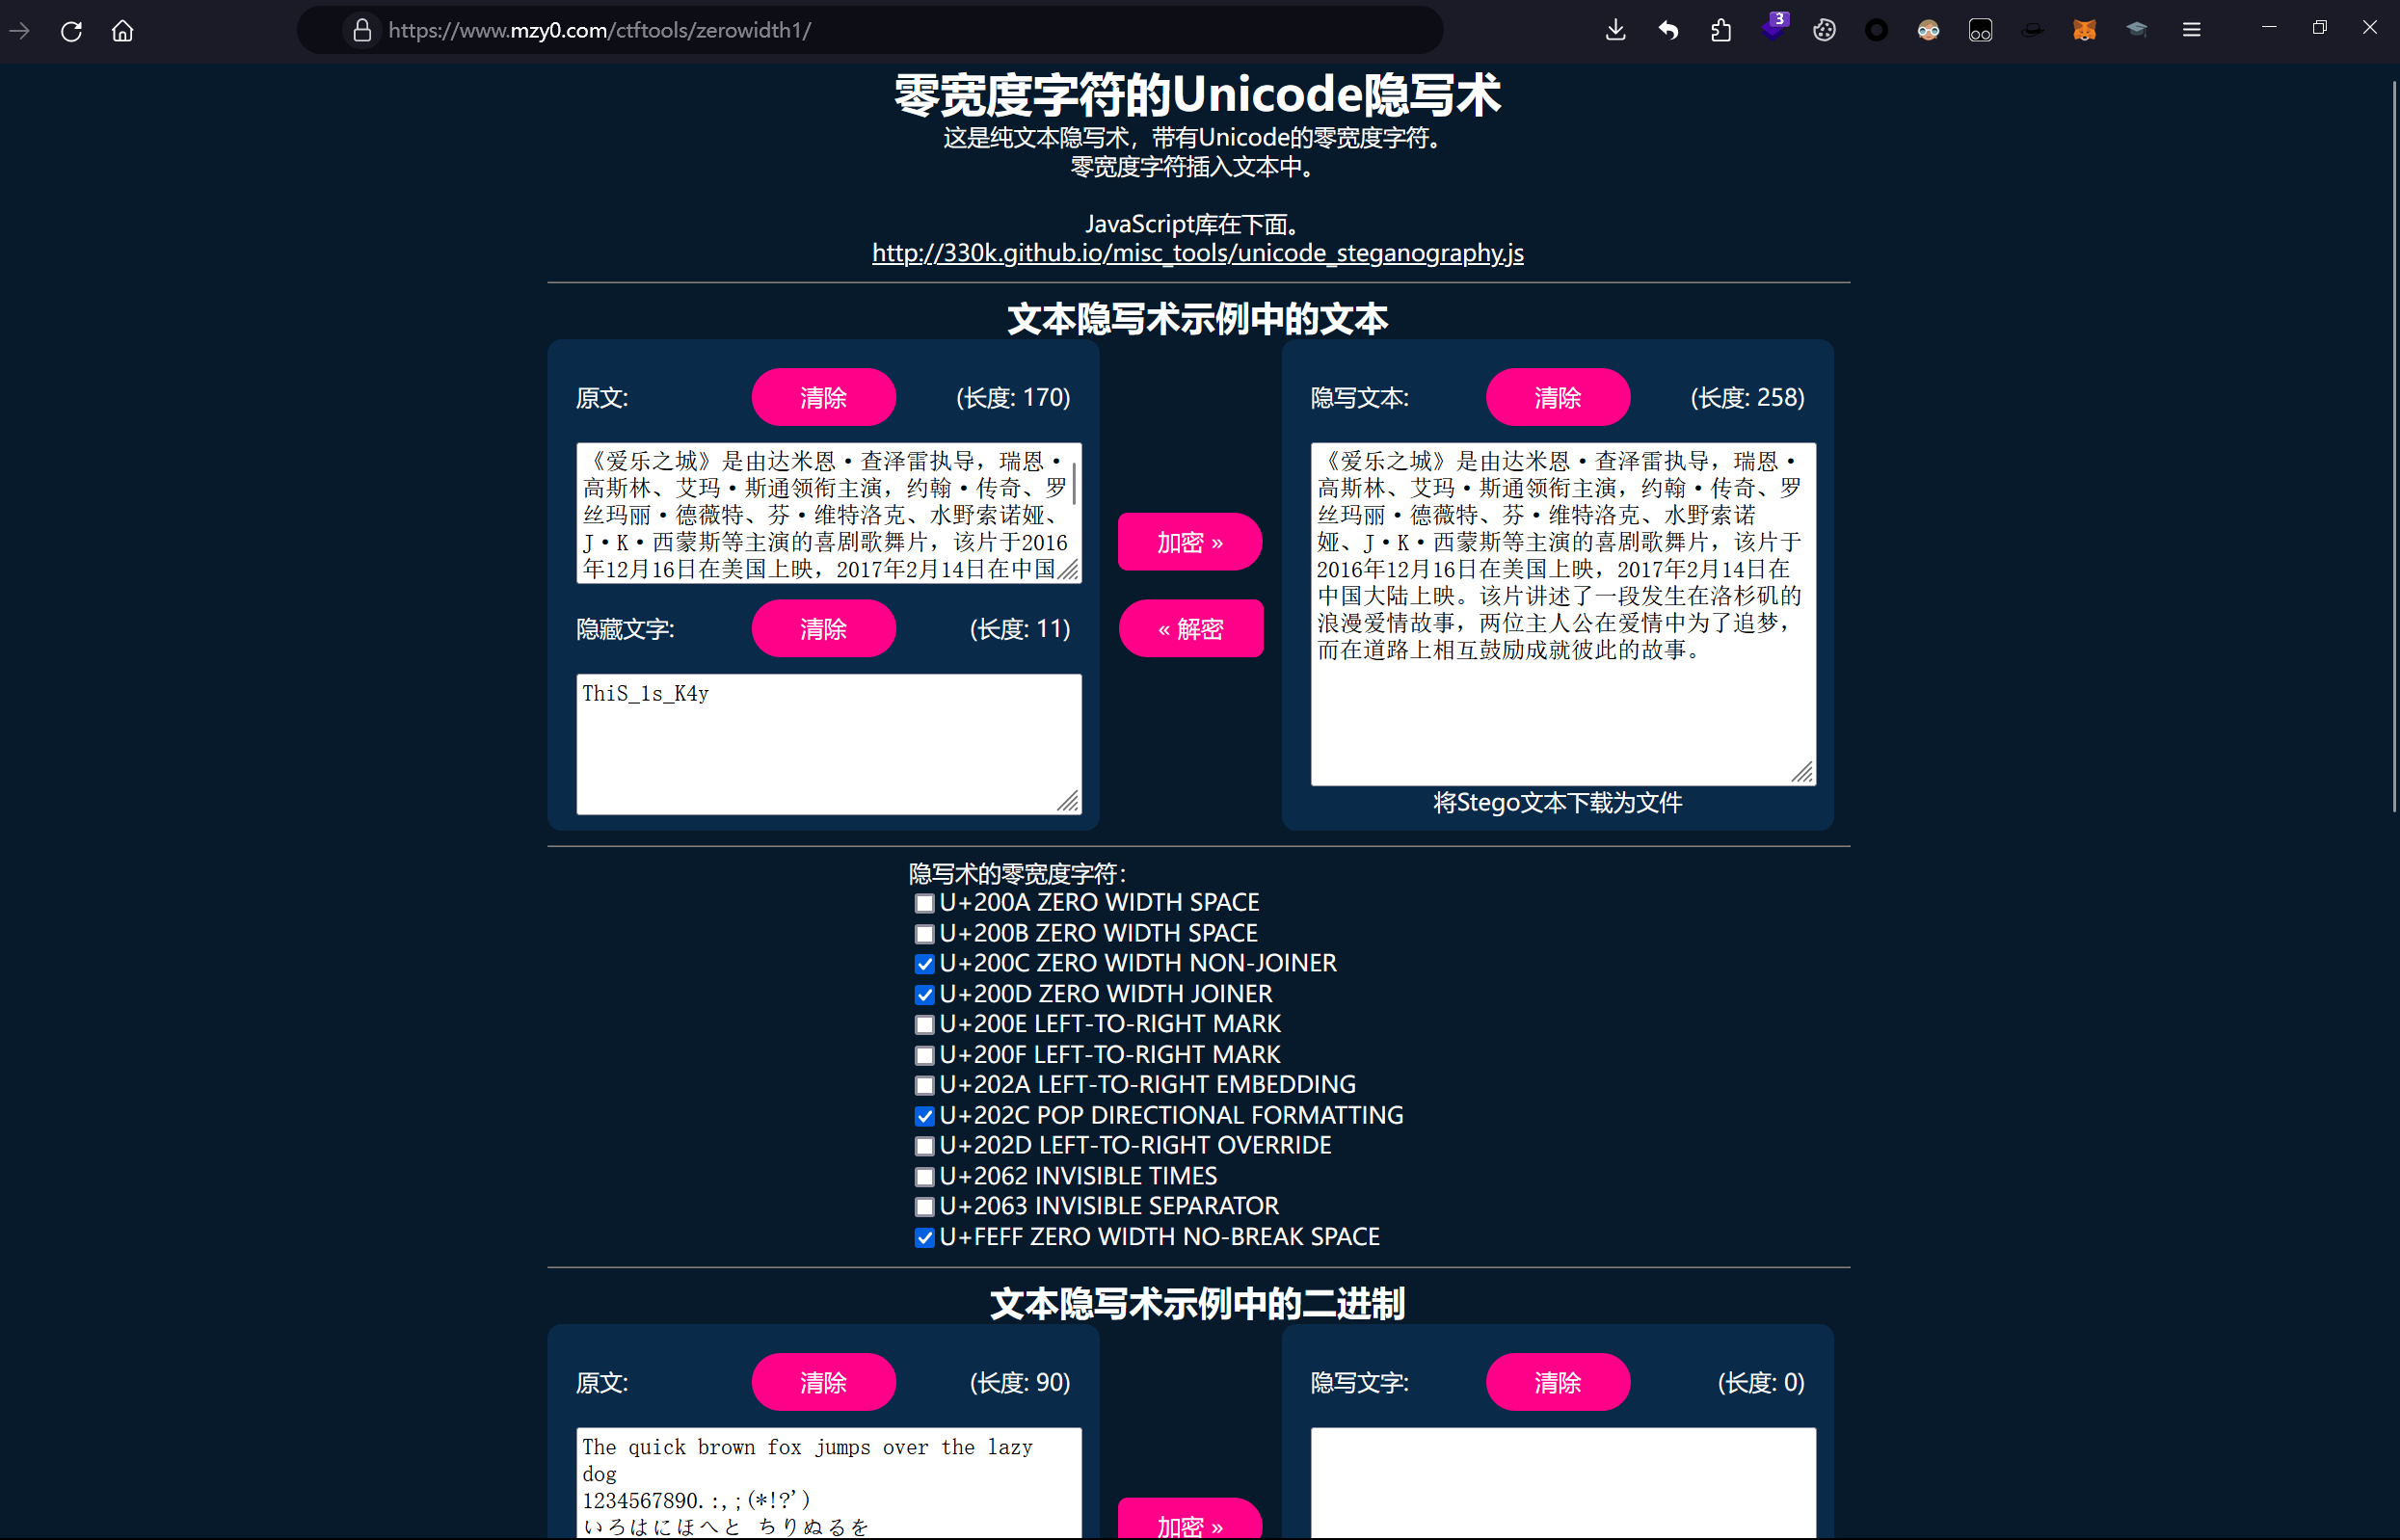 https://www.mzy0.com/ctftools/zerowidth1/
3
零宽度字符的Unicode隐写术
这是纯文本隐写术，带有Unicode的零宽度字符。
零宽度字符插入文本中。
JavaScript库在下面。
http://330k.github.io/misc_tools/unicode_steganography.js
文本隐写术示例中的文本
原文:
清除
(长度: 170)
《爱乐之城》是由达米恩·查泽雷执导，瑞恩·
高斯林、艾玛·斯通领衔主演，约翰·传奇、罗
丝玛丽·德薇特、芬·维特洛克、水野索诺娅、
J·K·西蒙斯等主演的喜剧歌舞片，该片于2016
年12月16日在美国上映，2017年2月14日在中国
隐藏文字:
清除
(长度: 11)
ThiS_1s_K4y
加密 »
« 解密
隐写文本:
清除
(长度: 258)
《爱乐之城》是由达米恩·查泽雷执导，瑞恩·
高斯林、艾玛·斯通领衔主演，约翰·传奇、罗
丝玛丽·德薇特、芬·维特洛克、水野索诺
娅、J·K·西蒙斯等主演的喜剧歌舞片，该片于
2016年12月16日在美国上映，2017年2月14日在
中国大陆上映。该片讲述了一段发生在洛杉矶的
浪漫爱情故事，两位主人公在爱情中为了追梦，
而在道路上相互鼓励成就彼此的故事。
将Stego文本下载为文件
隐写术的零宽度字符：
U+200A ZERO WIDTH SPACE
U+200B ZERO WIDTH SPACE
U+200C ZERO WIDTH NON-JOINER
U+200D ZERO WIDTH JOINER
U+200E LEFT-TO-RIGHT MARK
U+200F LEFT-TO-RIGHT MARK
U+202A LEFT-TO-RIGHT EMBEDDING
U+202C POP DIRECTIONAL FORMATTING
U+202D LEFT-TO-RIGHT OVERRIDE
U+2062 INVISIBLE TIMES
U+2063 INVISIBLE SEPARATOR
U+FEFF ZERO WIDTH NO-BREAK SPACE
文本隐写术示例中的二进制
原文:
清除
(长度: 90)
The quick brown fox jumps over the lazy
dog
1234567890.:,;(*!?')
いろはにほへと ちりぬるを
加密 »
隐写文字:
清除
(长度: 0)